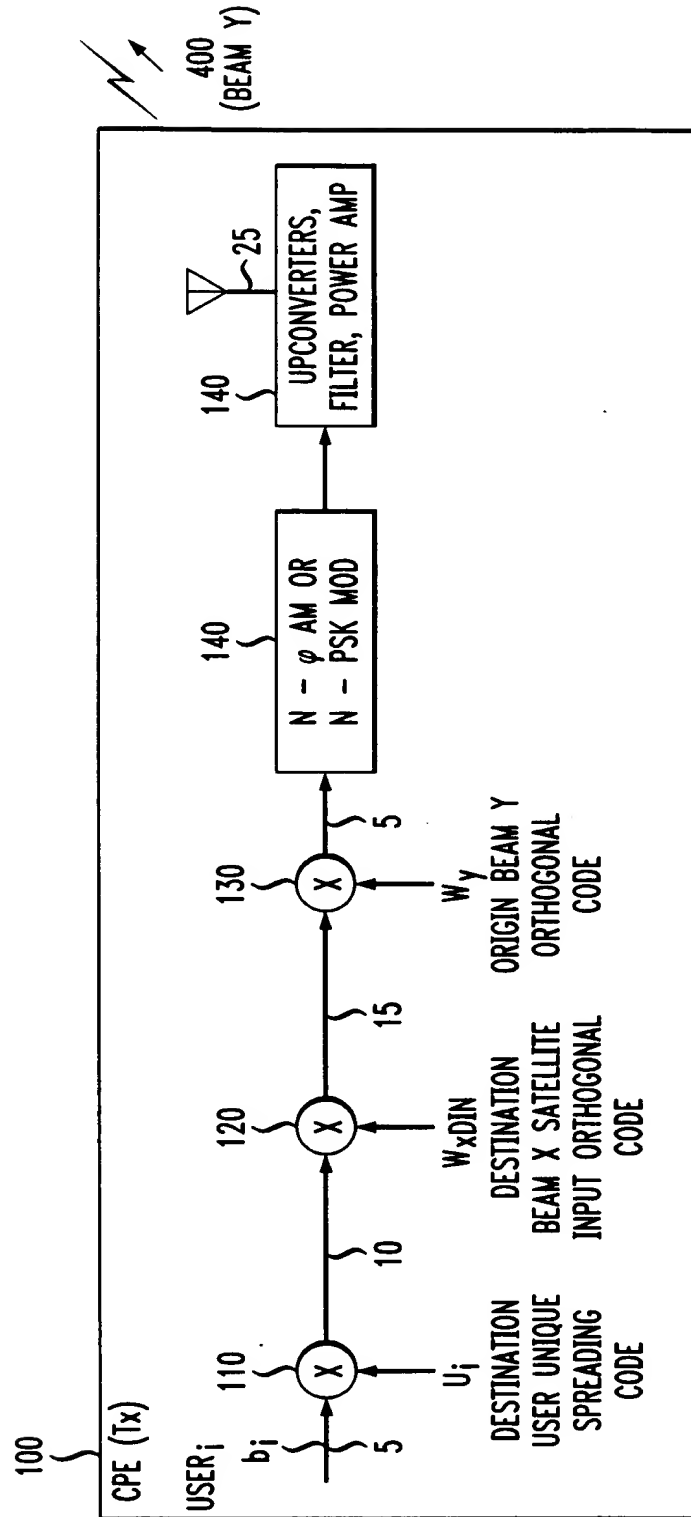 100
CPE (Tx)
USERi
bi
5
110
X
Ui
DESTINATION
USER UNIQUE
SPREADING
CODE
10
120
X
WxDIN
DESTINATION
BEAM X SATELLITE
INPUT ORTHOGONAL
CODE
15
130
X
Wy
ORIGIN BEAM Y
ORTHOGONAL
CODE
5
140
N - φ AM OR
N - PSK MOD
140
UPCONVERTERS,
FILTER, POWER AMP
25
400
(BEAM Y)